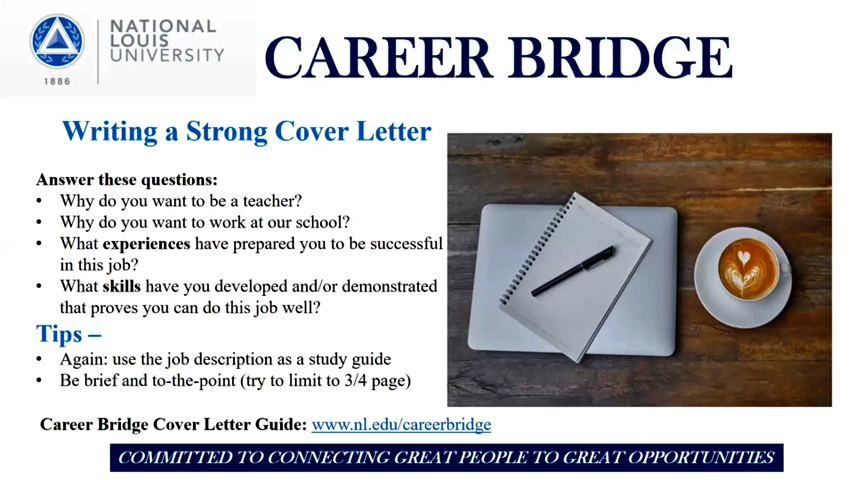 NATIONAL
LOUIS
UNIVERSITY
1886
CAREER BRIDGE
Writing a Strong Cover Letter
Answer these questions:
• Why do you want to be a teacher?
• Why do you want to work at our school?
• What experiences have prepared you to be successful
in this job?
• What skills have you developed and/or demonstrated
that proves you can do this job well?
Tips –
• Again: use the job description as a study guide
• Be brief and to-the-point (try to limit to 3/4 page)
Career Bridge Cover Letter Guide: www.nl.edu/careerbridge
COMMITTED TO CONNECTING GREAT PEOPLE TO GREAT OPPORTUNITIES